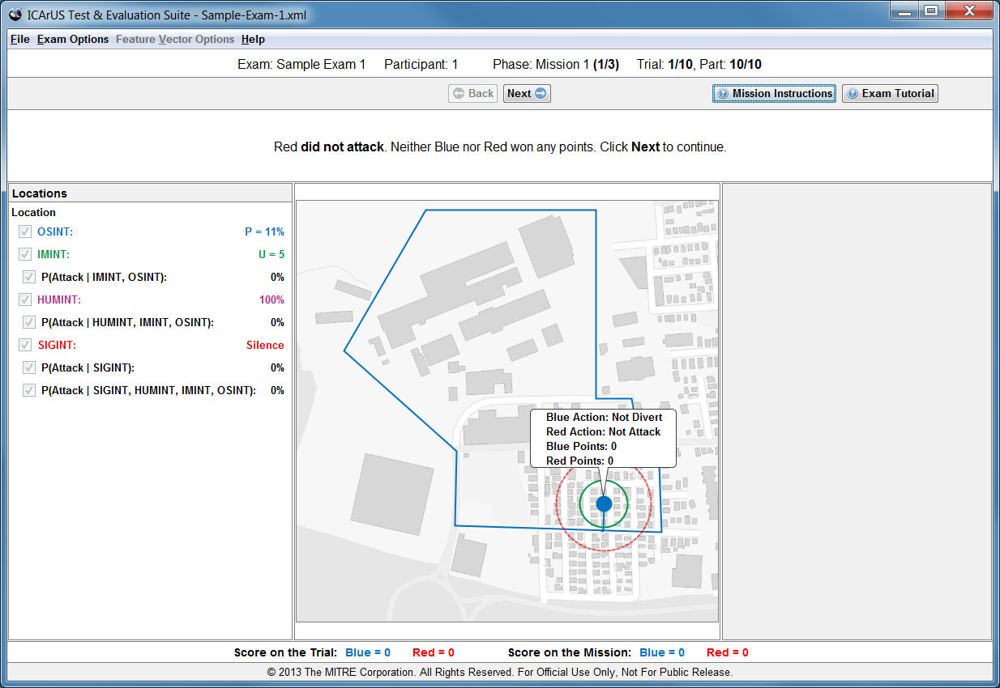 ICArUS Test & Evaluation Suite - Sample-Exam-1.xml
File Exam Options Feature Vector Options Help
Exam: Sample Exam 1 Participant: 1 Phase: Mission 1 (1/3) Trial: 1/10, Part: 10/10
Back Next Mission Instructions Exam Tutorial
Red did not attack. Neither Blue nor Red won any points. Click Next to continue.
Locations
Location
OSINT: P = 11%
IMINT: U = 5
P(Attack | IMINT, OSINT): 0%
HUMINT: 100%
P(Attack | HUMINT, IMINT, OSINT): 0%
SIGINT: Silence
P(Attack | SIGINT): 0%
P(Attack | SIGINT, HUMINT, IMINT, OSINT): 0%
Blue Action: Not Divert
Red Action: Not Attack
Blue Points: 0
Red Points: 0
Score on the Trial: Blue = 0 Red = 0 Score on the Mission: Blue = 0 Red = 0
© 2013 The MITRE Corporation. All Rights Reserved. For Official Use Only, Not For Public Release.